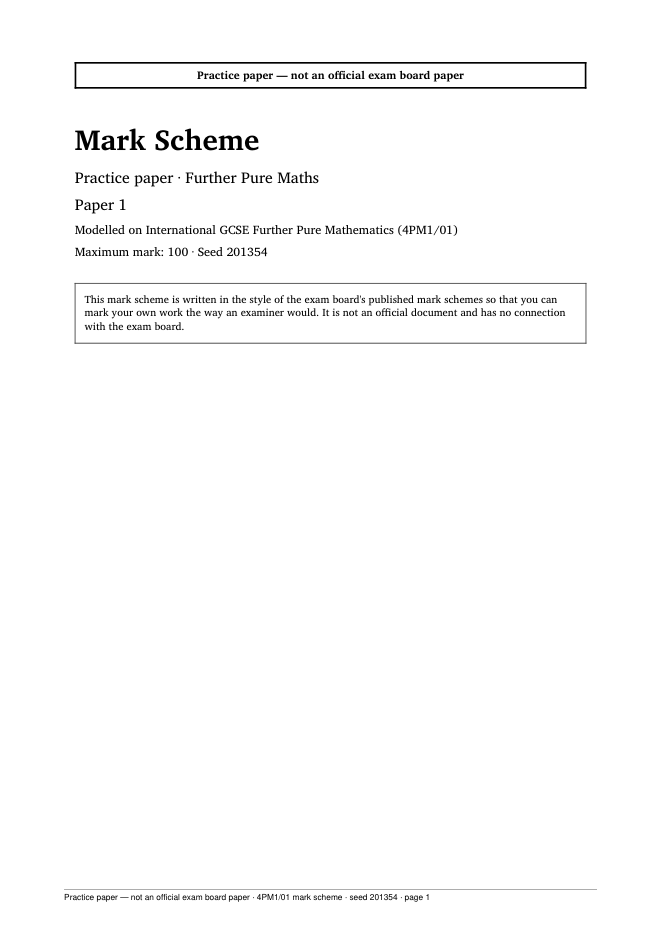 Practice paper — not an official exam board paper
Mark Scheme
Practice paper · Further Pure Maths
Paper 1
Modelled on International GCSE Further Pure Mathematics (4PM1/01)
Maximum mark: 100 · Seed 201354
This mark scheme is written in the style of the exam board's published mark schemes so that you can
mark your own work the way an examiner would. It is not an official document and has no connection
with the exam board.
Practice paper — not an official exam board paper · 4PM1/01 mark scheme · seed 201354 · page 1